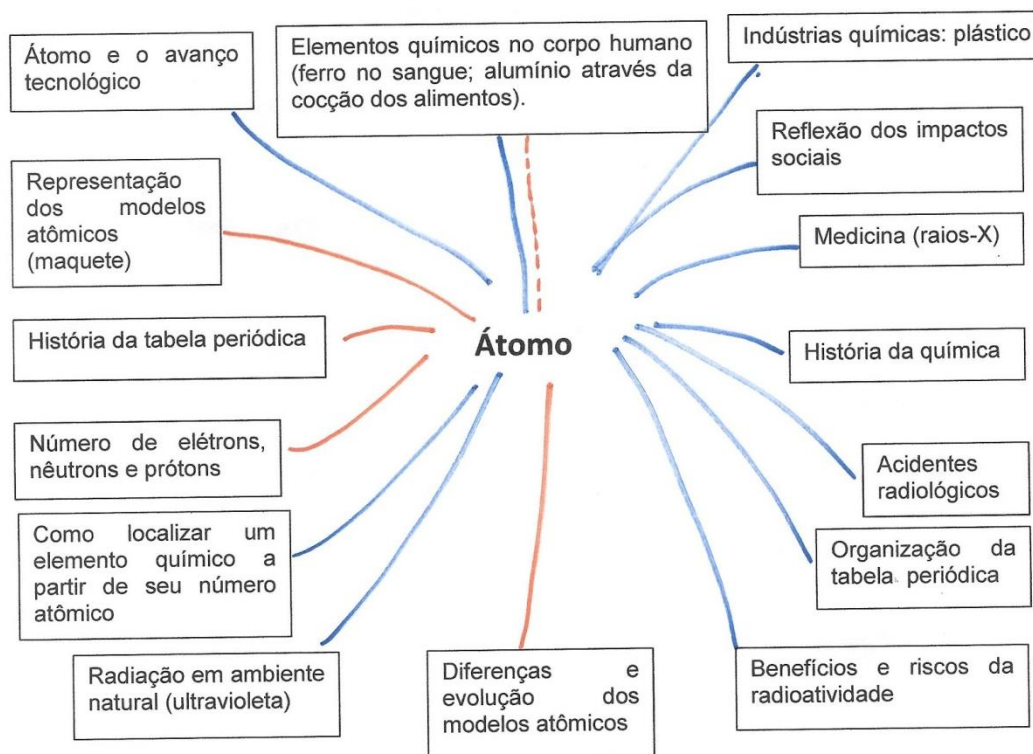 Átomo e o avanço
tecnológico
Elementos químicos no corpo humano
(ferro no sangue; alumínio através da
cocção dos alimentos).
Indústrias químicas: plástico
Reflexão dos impactos
sociais
Representação
dos modelos
atômicos
(maquete)
Medicina (raios-X)
História da tabela periódica
Átomo
História da química
Número de elétrons,
nêutrons e prótons
Acidentes
radiológicos
Como localizar um
elemento químico a
partir de seu número
atômico
Organização da
tabela periódica
Radiação em ambiente
natural (ultravioleta)
Diferenças e
evolução dos
modelos atômicos
Benefícios e riscos da
radioatividade